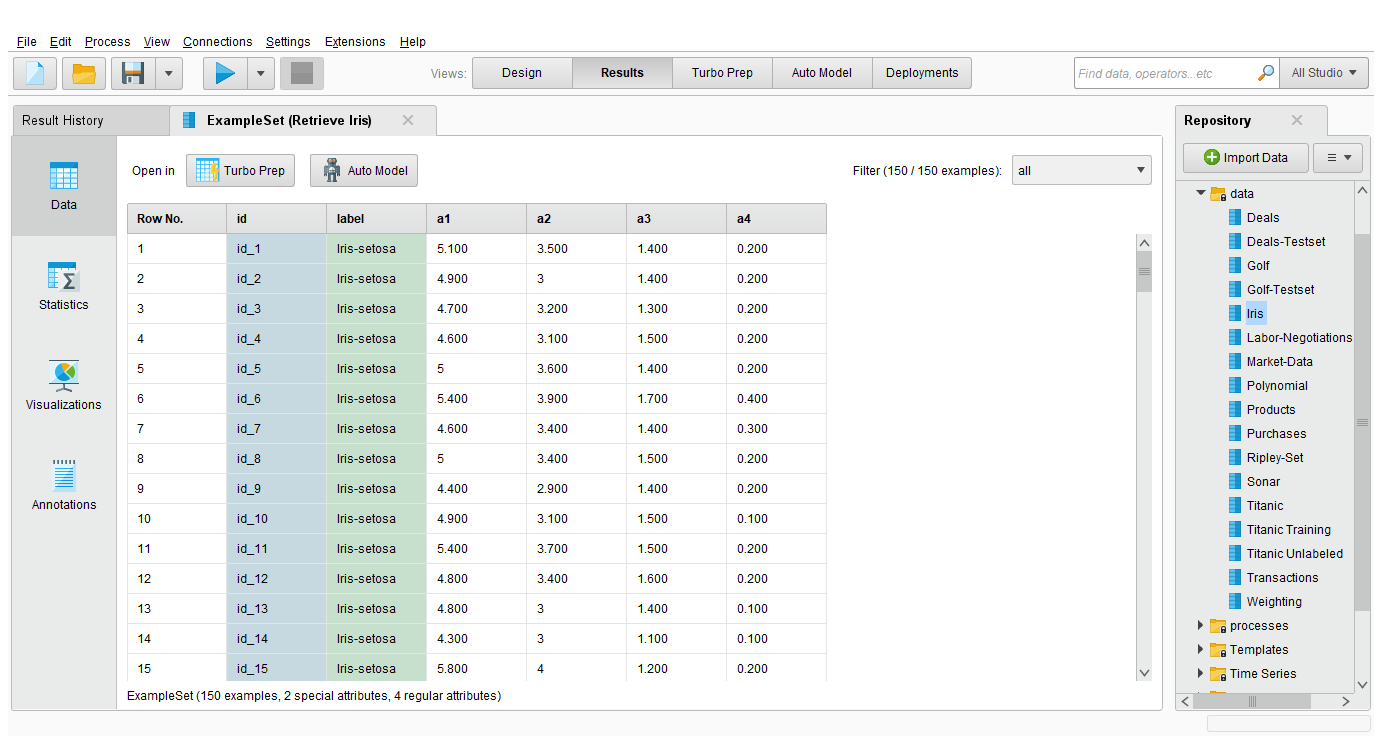 File Edit Process View Connections Settings Extensions Help
Views: Design Results Turbo Prep Auto Model Deployments Find data, operators...etc All Studio
Result History ExampleSet (Retrieve Iris)
Open in Turbo Prep Auto Model Filter (150 / 150 examples): all
Data
Statistics
Visualizations
Annotations
Row No. id label a1 a2 a3 a4
1 id_1 Iris-setosa 5.100 3.500 1.400 0.200
2 id_2 Iris-setosa 4.900 3 1.400 0.200
3 id_3 Iris-setosa 4.700 3.200 1.300 0.200
4 id_4 Iris-setosa 4.600 3.100 1.500 0.200
5 id_5 Iris-setosa 5 3.600 1.400 0.200
6 id_6 Iris-setosa 5.400 3.900 1.700 0.400
7 id_7 Iris-setosa 4.600 3.400 1.400 0.300
8 id_8 Iris-setosa 5 3.400 1.500 0.200
9 id_9 Iris-setosa 4.400 2.900 1.400 0.200
10 id_10 Iris-setosa 4.900 3.100 1.500 0.100
11 id_11 Iris-setosa 5.400 3.700 1.500 0.200
12 id_12 Iris-setosa 4.800 3.400 1.600 0.200
13 id_13 Iris-setosa 4.800 3 1.400 0.100
14 id_14 Iris-setosa 4.300 3 1.100 0.100
15 id_15 Iris-setosa 5.800 4 1.200 0.200
ExampleSet (150 examples, 2 special attributes, 4 regular attributes)
Repository
Import Data
data
Deals
Deals-Testset
Golf
Golf-Testset
Iris
Labor-Negotiations
Market-Data
Polynomial
Products
Purchases
Ripley-Set
Sonar
Titanic
Titanic Training
Titanic Unlabeled
Transactions
Weighting
processes
Templates
Time Series